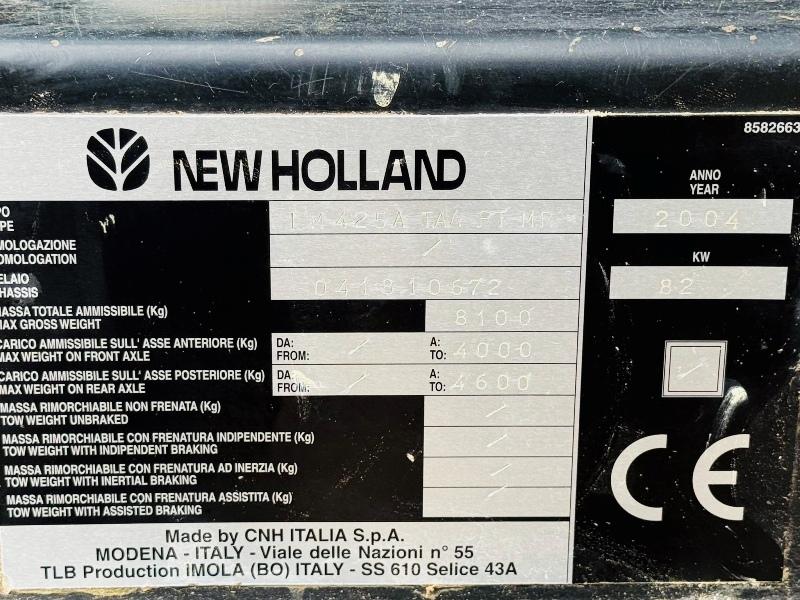 NEW HOLLAND
8582663
PO
PE
LM425A TA4 PT MR
MOLOGAZIONE
OMOLOGATION
/
ELAIO
HASSIS
041810672
MASSA TOTALE AMMISSIBILE (Kg)
MAX GROSS WEIGHT
8100
CARICO AMMISSIBILE SULL' ASSE ANTERIORE (Kg)
MAX WEIGHT ON FRONT AXLE
DA:
FROM: /
A:
TO: 4000
CARICO AMMISSIBILE SULL' ASSE POSTERIORE (Kg)
MAX WEIGHT ON REAR AXLE
DA:
FROM: /
A:
TO: 4600
MASSA RIMORCHIABILE NON FRENATA (Kg)
TOW WEIGHT UNBRAKED
/
MASSA RIMORCHIABILE CON FRENATURA INDIPENDENTE (Kg)
TOW WEIGHT WITH INDIPENDENT BRAKING
/
MASSA RIMORCHIABILE CON FRENATURA AD INERZIA (Kg)
TOW WEIGHT WITH INERTIAL BRAKING
/
MASSA RIMORCHIABILE CON FRENATURA ASSISTITA (Kg)
TOW WEIGHT WITH ASSISTED BRAKING
/
ANNO
YEAR
2004
KW
82
/
CE
Made by CNH ITALIA S.p.A.
MODENA - ITALY - Viale delle Nazioni n° 55
TLB Production iMOLA (BO) ITALY - SS 610 Selice 43A